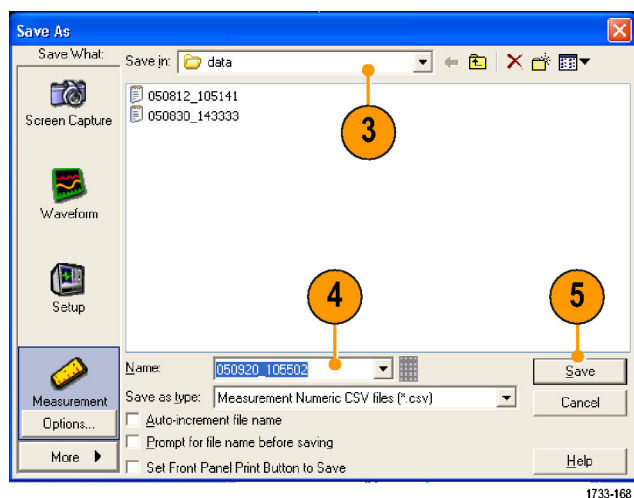 Save As
Save What:
Save in:
data
050812_105141
050830_143333
3
Screen Capture
Waveform
Setup
4
5
Name:
050920_105502
Save
Measurement
Save as type:
Measurement Numeric CSV files (*.csv)
Cancel
Options...
Auto-increment file name
Prompt for file name before saving
More
Set Front Panel Print Button to Save
Help
1733-168